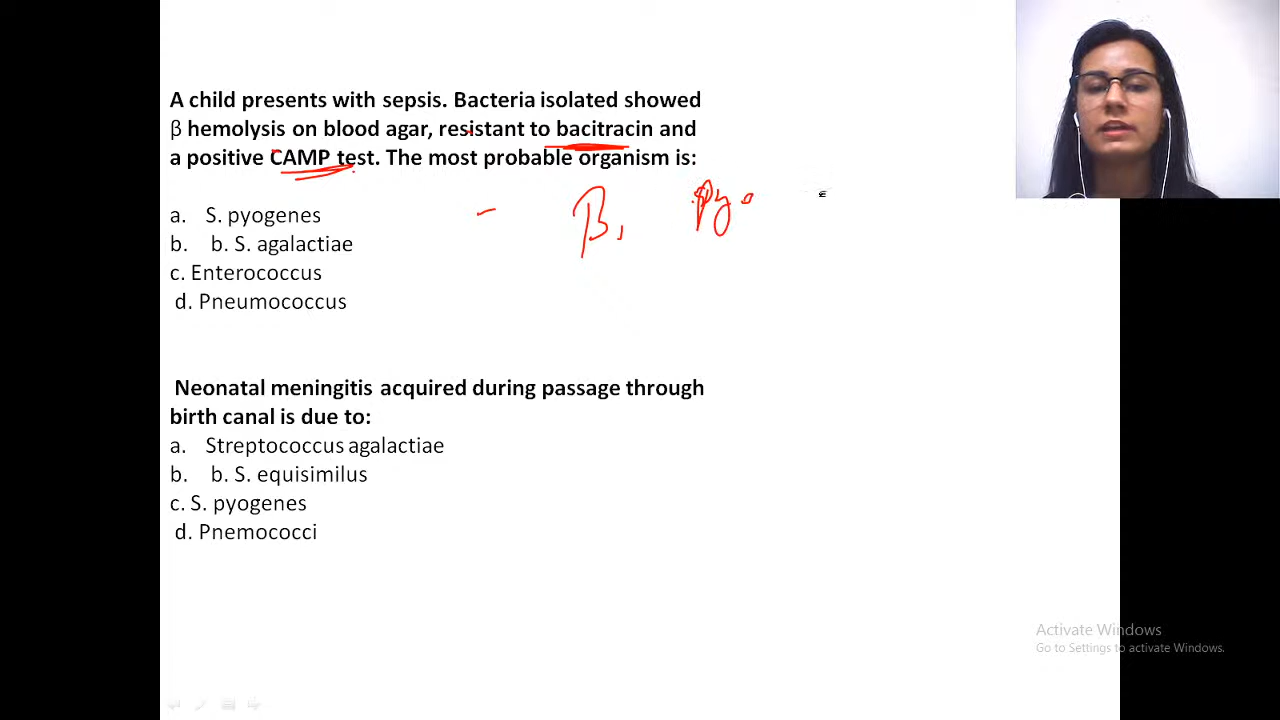 A child presents with sepsis. Bacteria isolated showed
β hemolysis on blood agar, resistant to bacitracin and
a positive CAMP test. The most probable organism is:
a. S. pyogenes
b. b. S. agalactiae
c. Enterococcus
d. Pneumococcus
β, Pyo
Neonatal meningitis acquired during passage through
birth canal is due to:
a. Streptococcus agalactiae
b. b. S. equisimilus
c. S. pyogenes
d. Pnemococci
Activate Windows
Go to Settings to activate Windows.